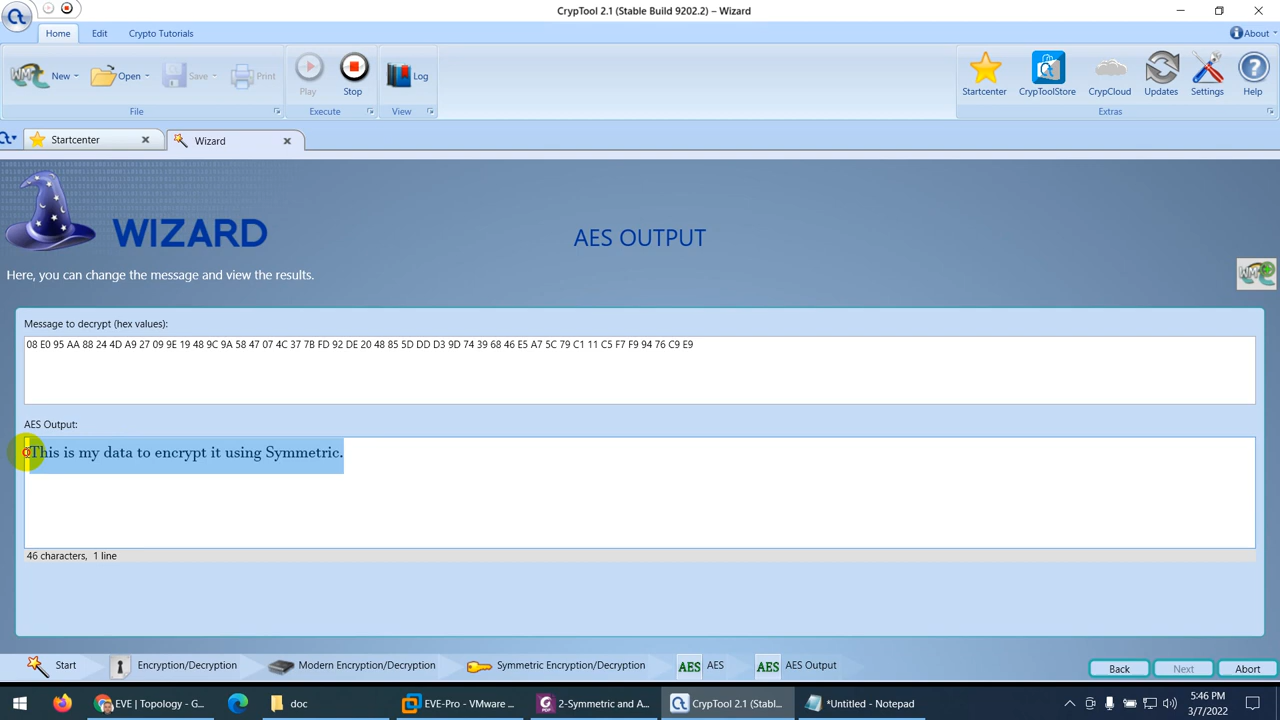 CrypTool 2.1 (Stable Build 9202.2) – Wizard
Home Edit Crypto Tutorials About
New Open Save Print Play Stop Log Startcenter CrypToolStore CrypCloud Updates Settings Help
File Execute View Extras
Startcenter Wizard
WIZARD
AES OUTPUT
Here, you can change the message and view the results.
Message to decrypt (hex values):
08 E0 95 AA 88 24 4D A9 27 09 9E 19 48 9C 9A 58 47 07 4C 37 7B FD 92 DE 20 48 85 5D DD D3 9D 74 39 68 46 E5 A7 5C 79 C1 11 C5 F7 F9 94 76 C9 E9
AES Output:
This is my data to encrypt it using Symmetric.
46 characters, 1 line
Start Encryption/Decryption Modern Encryption/Decryption Symmetric Encryption/Decryption AES AES AES AES Output Back Next Abort
EVE | Topology - G... doc EVE-Pro - VMware ... 2-Symmetric and A... CrypTool 2.1 (Stabl... *Untitled - Notepad
5:46 PM
3/7/2022